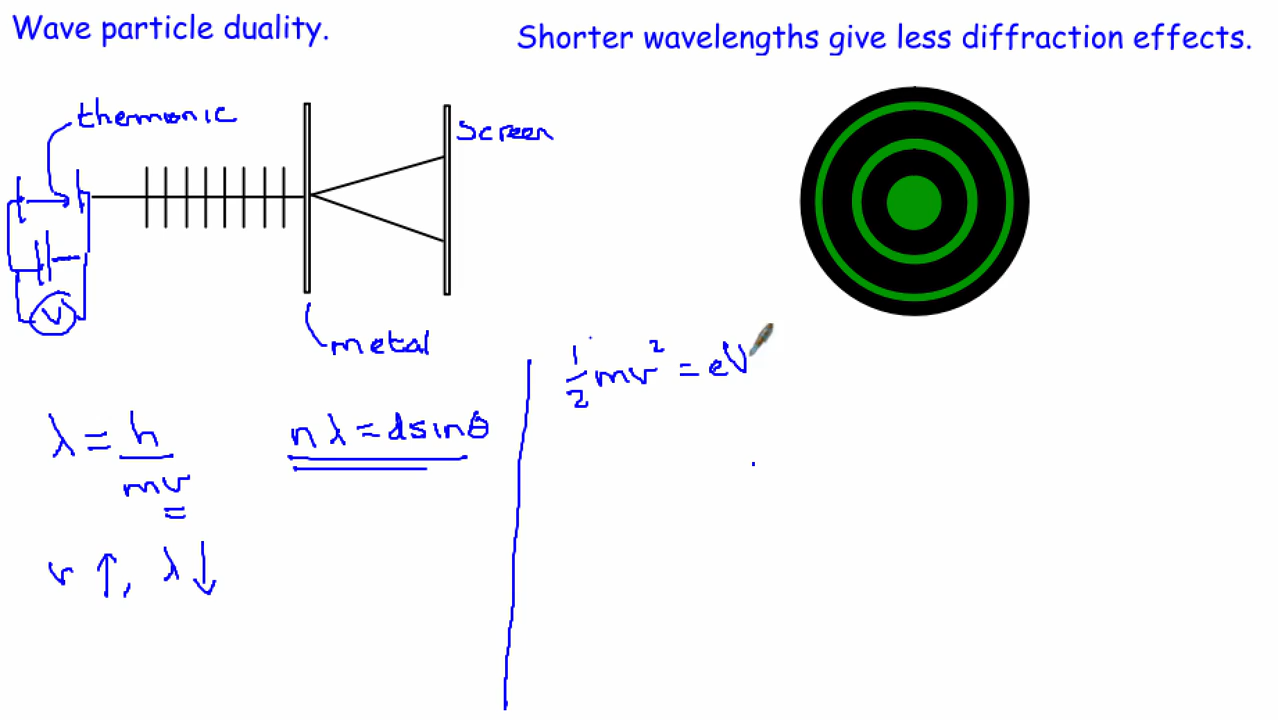 Wave particle duality.
Shorter wavelengths give less diffraction effects.
thermonic
screen
V
metal
½mv² = eV
λ = h/mv
nλ = dsinθ
v ↑, λ ↓